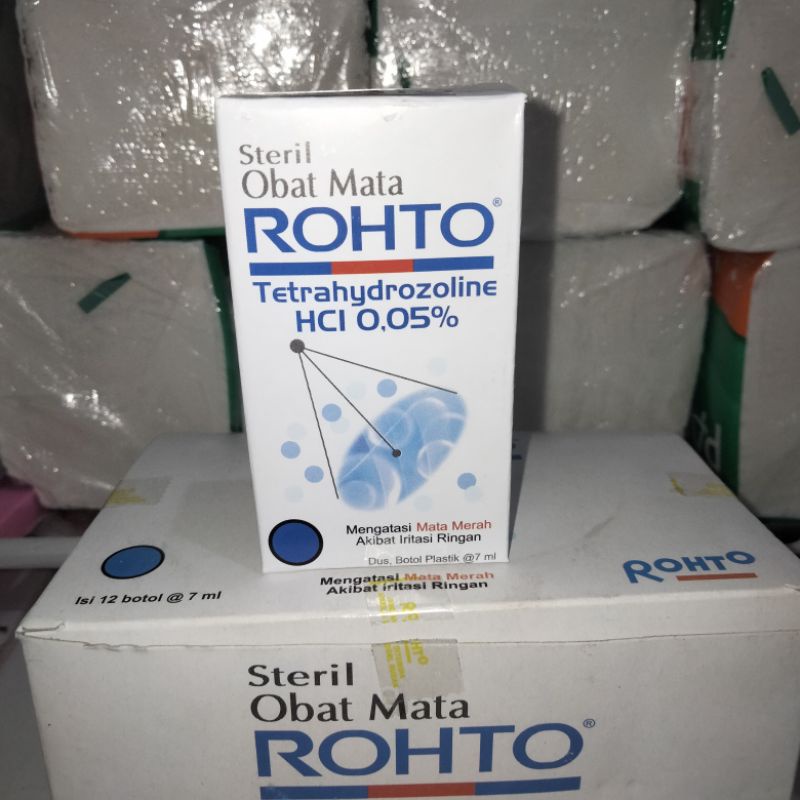 Steril
Obat Mata
ROHTO®
Tetrahydrozoline
HCl 0,05%
Mengatasi Mata Merah
Akibat Iritasi Ringan
Dus, Botol Plastik @7 ml
Isi 12 botol @ 7 ml
Mengatasi Mata Merah
Akibat iritasi Ringan
ROHTO
Steril
Obat Mata
ROHTO®